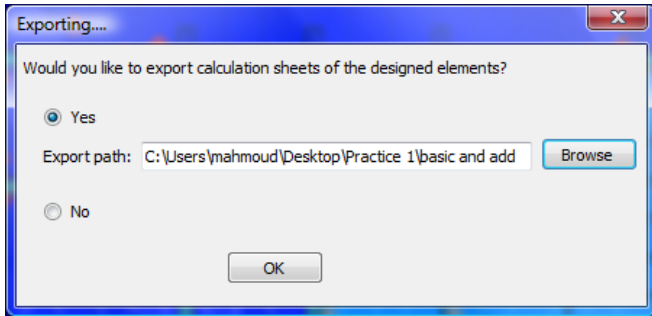 Exporting....
Would you like to export calculation sheets of the designed elements?
Yes
Export path: C:\Users\mahmoud\Desktop\Practice 1\basic and add Browse
No
OK